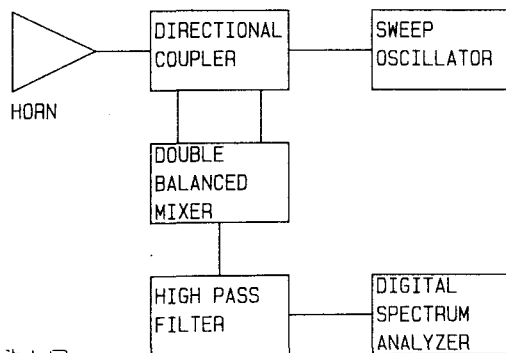 DIRECTIONAL
COUPLER
SWEEP
OSCILLATOR
HORN
DOUBLE
BALANCED
MIXER
HIGH PASS
FILTER
DIGITAL
SPECTRUM
ANALYZER